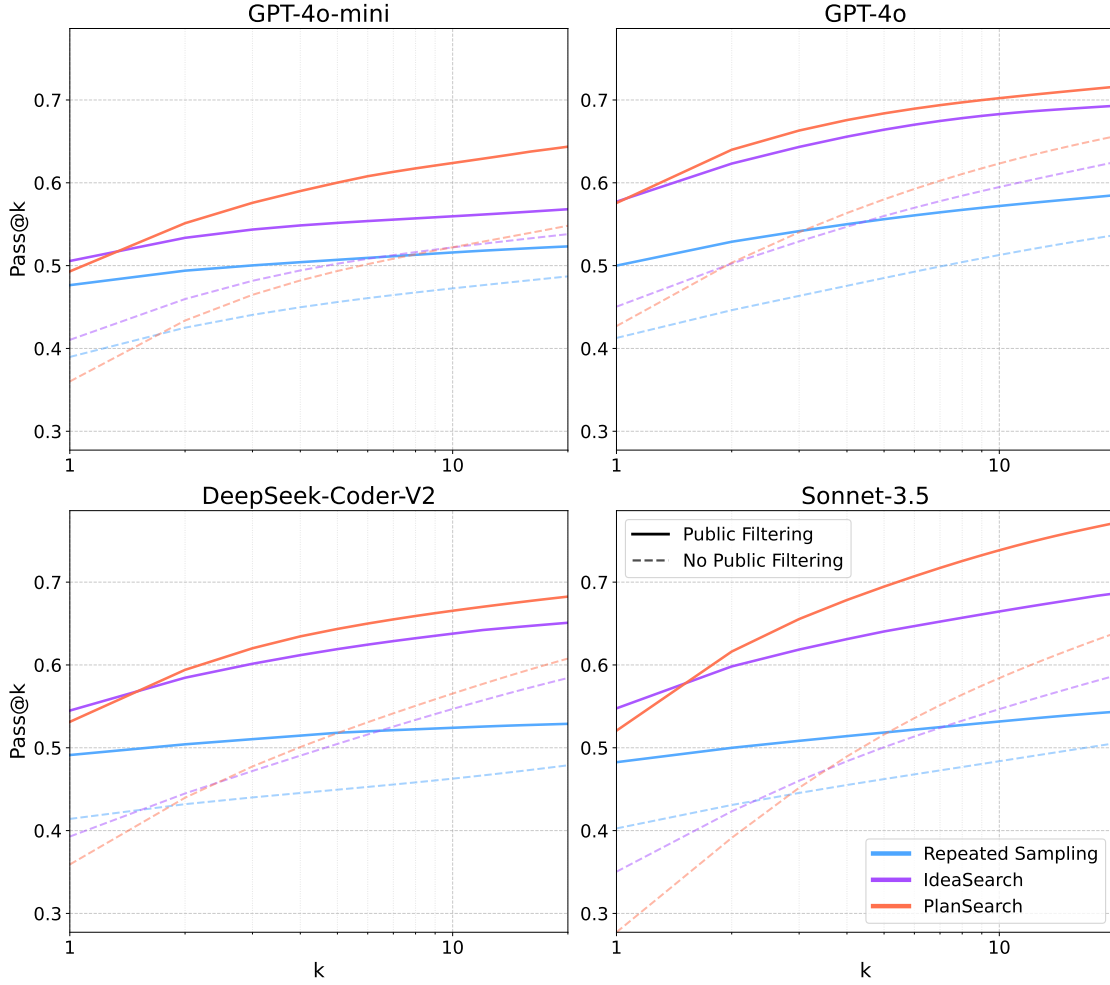 GPT-4o-mini
GPT-4o
Pass@k
0.7
0.6
0.5
0.4
0.3
1
10
0.7
0.6
0.5
0.4
0.3
1
10
DeepSeek-Coder-V2
Sonnet-3.5
Pass@k
0.7
0.6
0.5
0.4
0.3
1
10
k
Public Filtering
No Public Filtering
0.7
0.6
0.5
0.4
0.3
Repeated Sampling
IdeaSearch
PlanSearch
1
10
k